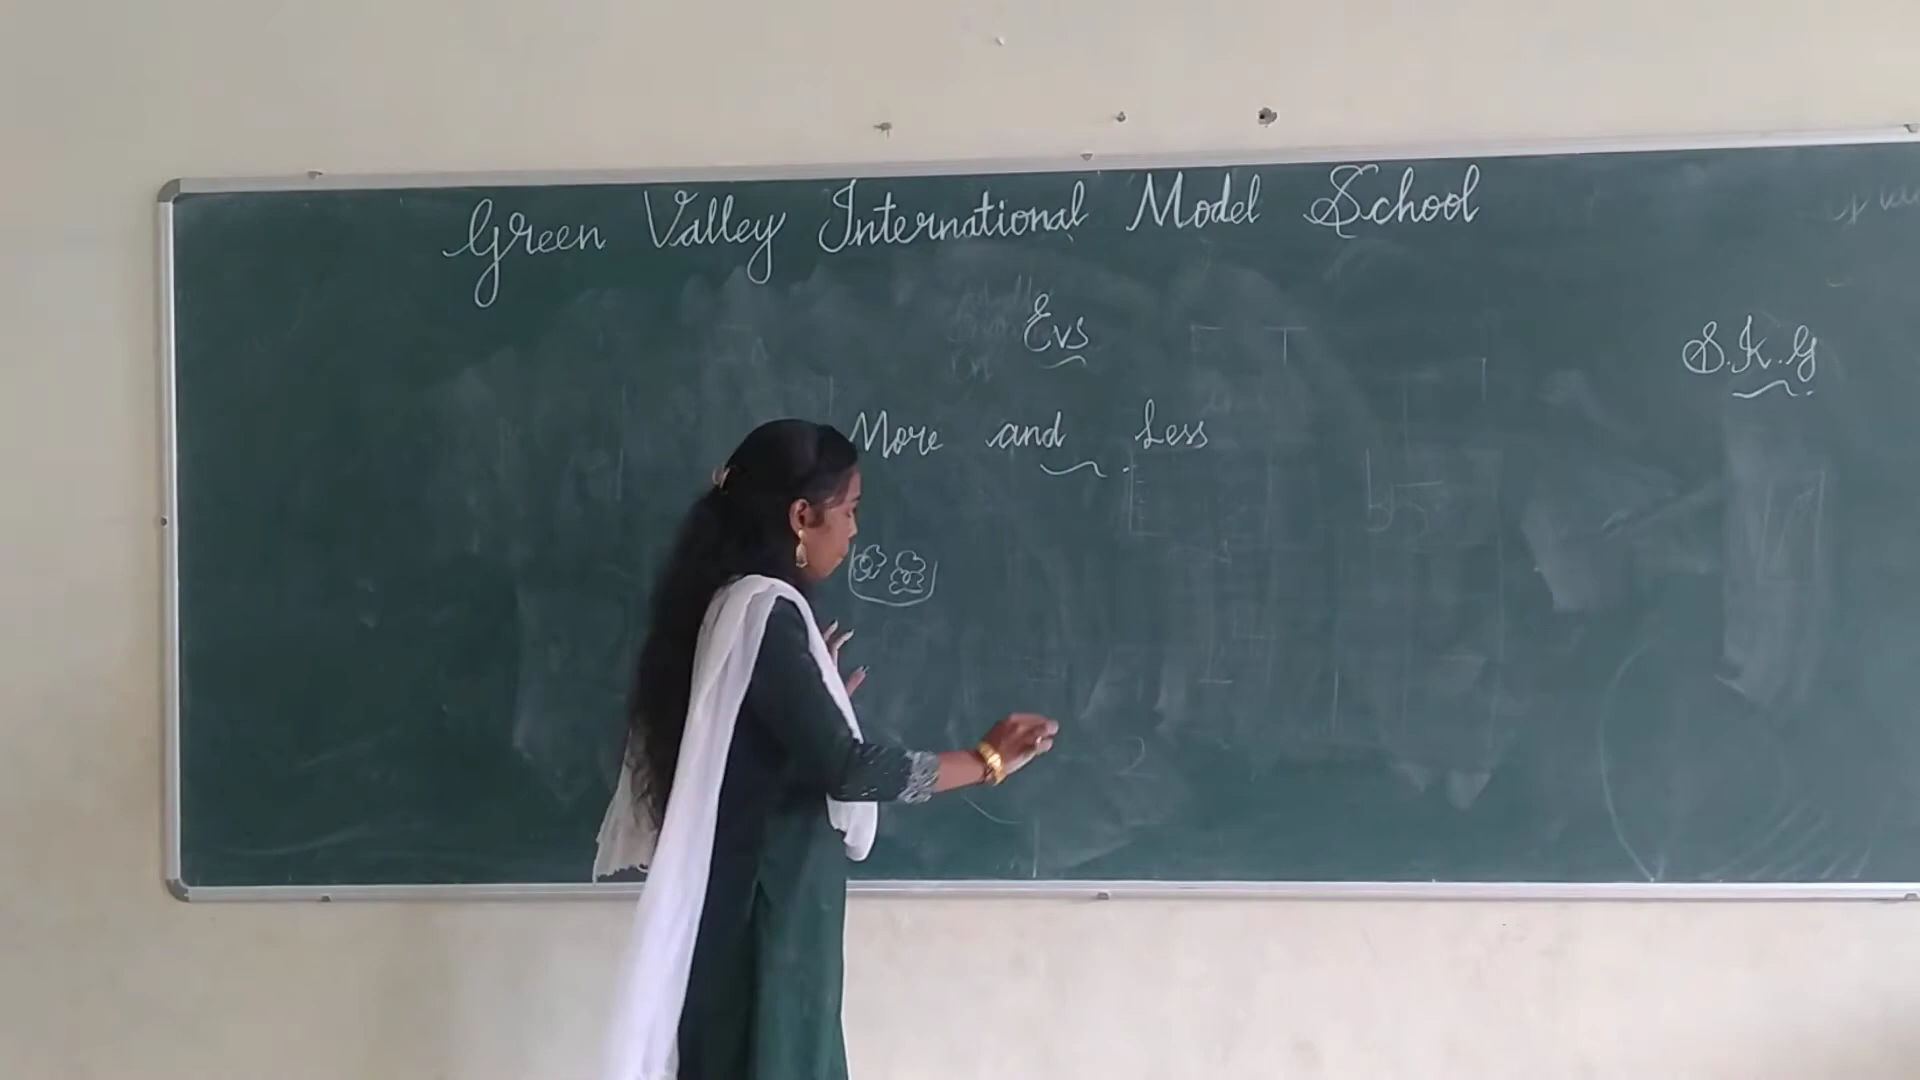 Green Valley International Model School
Evs
S.K.G
More and Less